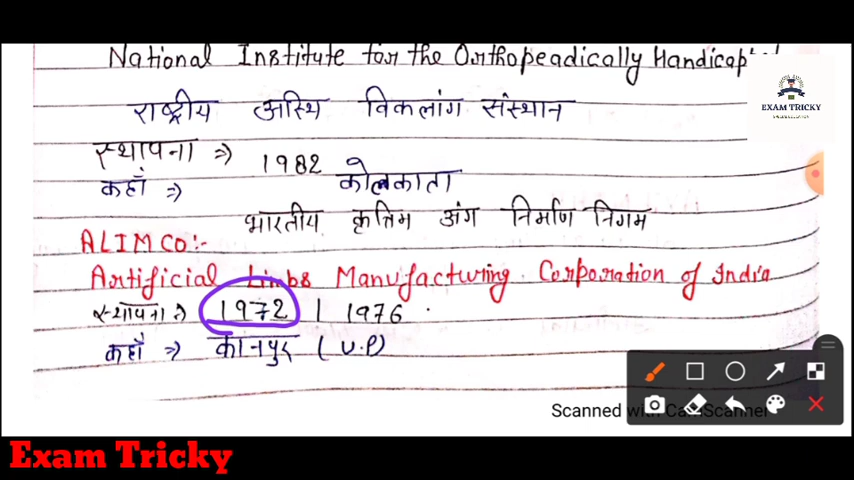 National Institute for the Orthopeadically Handicap
राष्ट्रीय अस्थि विकलांग संस्थान
EXAM TRICKY
स्थापना ⇒ 1982
कहाँ ⇒ कोलकाता
भारतीय कृत्रिम अंग निर्माण निगम
ALIMCO:-
Artificial Limbs Manufacturing Corporation of India
स्थापना ⇒ 1972 | 1976
कहाँ ⇒ कानपुर (U.P)
Scanned with CamScanner
Exam Tricky